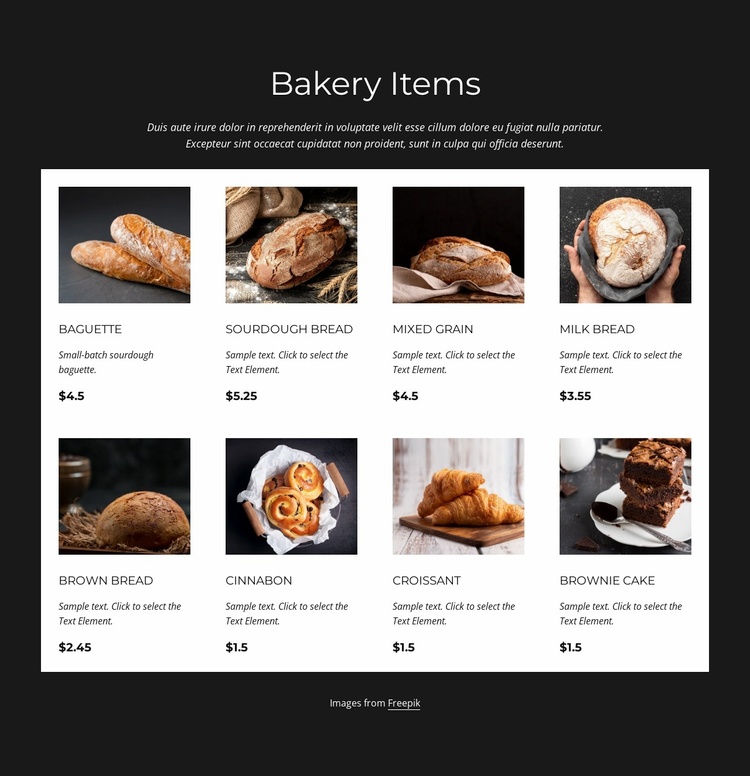 Bakery Items
Duis aute irure dolor in reprehenderit in voluptate velit esse cillum dolore eu fugiat nulla pariatur.
Excepteur sint occaecat cupidatat non proident, sunt in culpa qui officia deserunt.
BAGUETTE
Small-batch sourdough
baguette.
$4.5
SOURDOUGH BREAD
Sample text. Click to select the
Text Element.
$5.25
MIXED GRAIN
Sample text. Click to select the
Text Element.
$4.5
MILK BREAD
Sample text. Click to select the
Text Element.
$3.55
BROWN BREAD
Sample text. Click to select the
Text Element.
$2.45
CINNABON
Sample text. Click to select the
Text Element.
$1.5
CROISSANT
Sample text. Click to select the
Text Element.
$1.5
BROWNIE CAKE
Sample text. Click to select the
Text Element.
$1.5
Images from Freepik